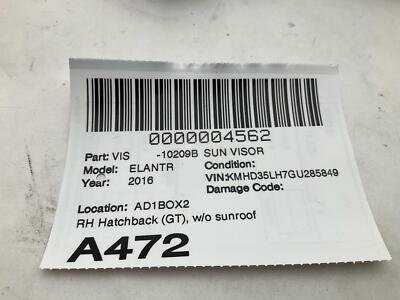 0000004562
Part: VIS -10209B SUN VISOR
Model: ELANTR Condition:
Year: 2016 VIN:KMHD35LH7GU285849
Damage Code:
Location: AD1BOX2
RH Hatchback (GT), w/o sunroof
A472